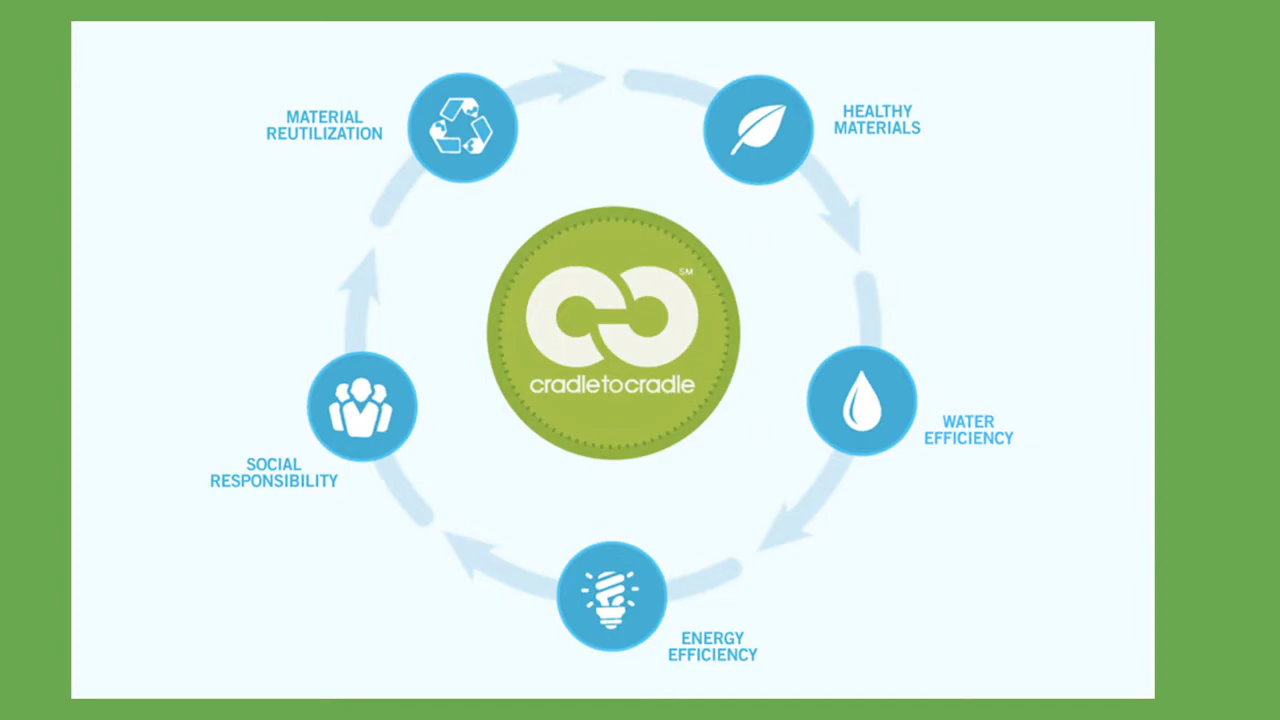 MATERIAL
REUTILIZATION
HEALTHY
MATERIALS
SM
cradletocradle
WATER
EFFICIENCY
SOCIAL
RESPONSIBILITY
ENERGY
EFFICIENCY